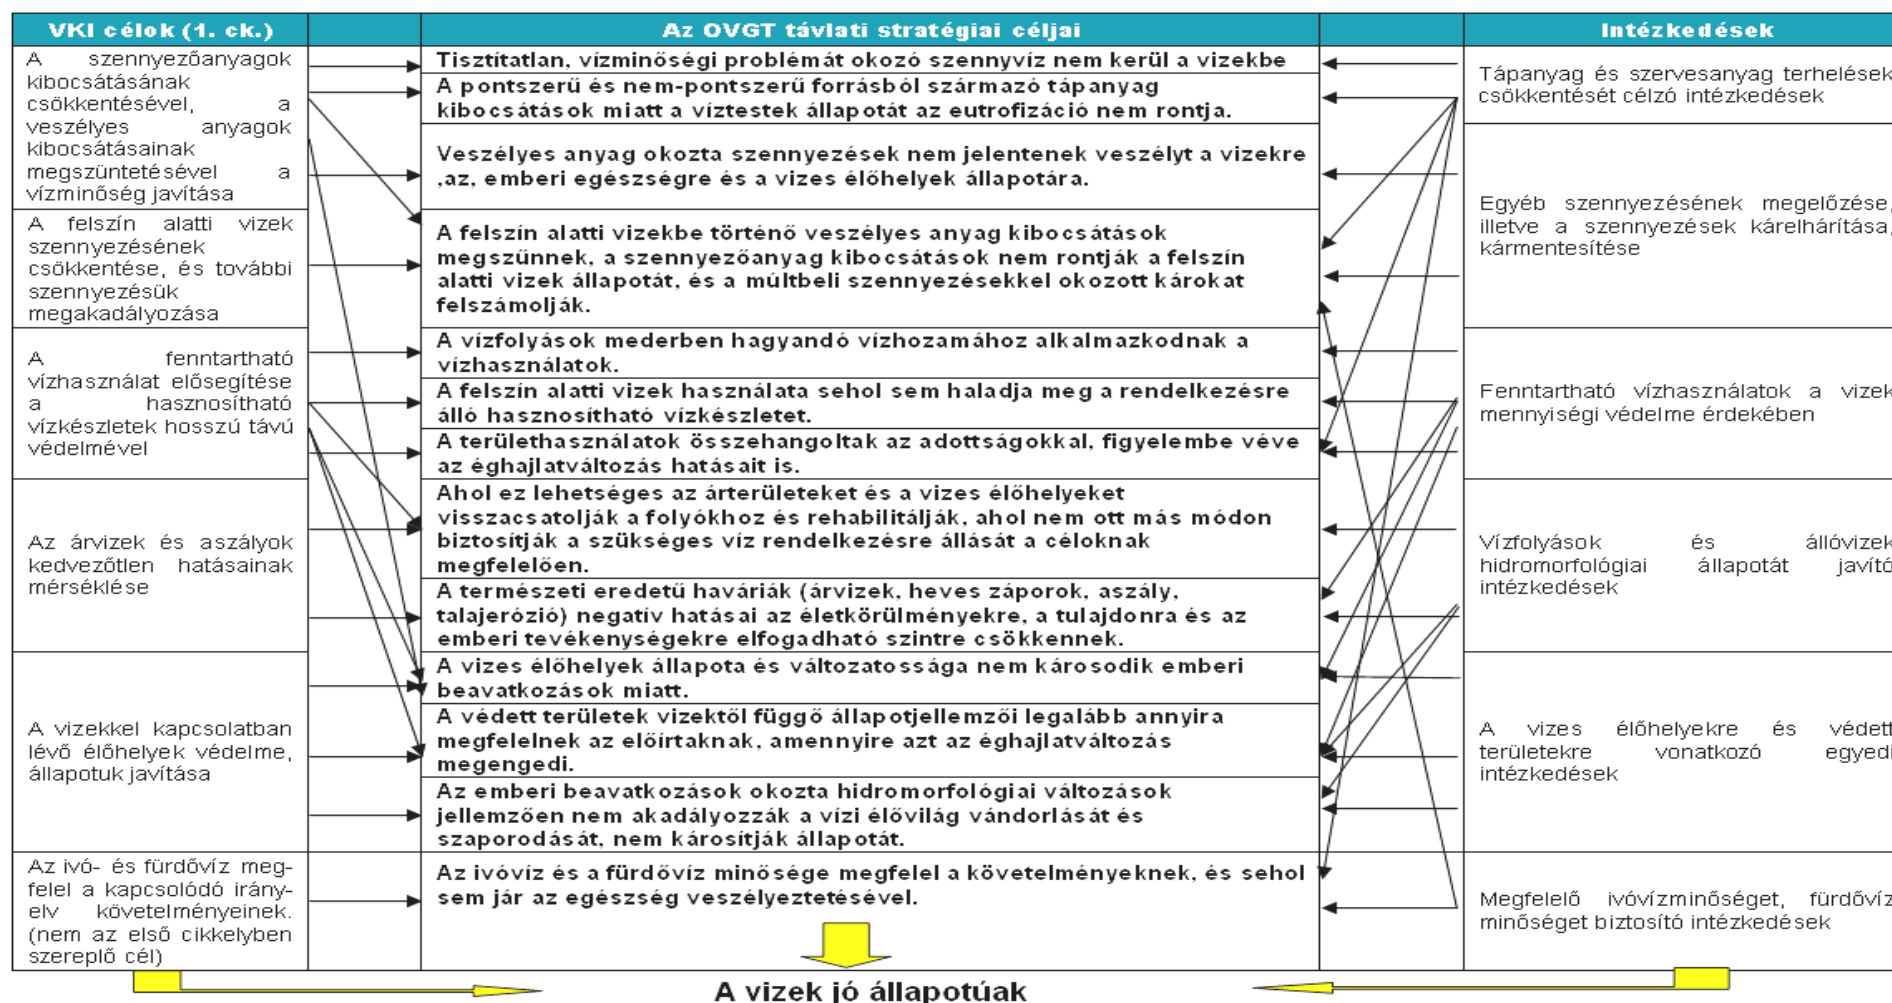 VKI célok (1. ck.)
Az OVGT távlati stratégiai céljai
Intézkedések
A szennyezőanyagok
kibocsátásának
csökkentésével, a
veszélyes anyagok
kibocsátásainak
megszüntetésével a
vízminőség javítása
A felszín alatti vizek
szennyezésének
csökkentése, és további
szennyezésük
megakadályozása
A fenntartható
vízhasználat elősegítése
a hasznosítható
vízkészletek hosszú távú
védelmével
Az árvizek és aszályok
kedvezőtlen hatásainak
mérséklése
A vizekkel kapcsolatban
lévő élőhelyek védelme,
állapotuk javítása
Az ivó- és fürdővíz meg-
felel a kapcsolódó irány-
elv követelményeinek.
(nem az első cikkelyben
szereplő cél)
Tisztítatlan, vízminőségi problémát okozó szennyvíz nem kerül a vizekbe
A pontszerű és nem-pontszerű forrásból származó tápanyag
kibocsátások miatt a víztestek állapotát az eutrofizáció nem rontja.
Veszélyes anyag okozta szennyezések nem jelentenek veszélyt a vizekre
,az, emberi egészségre és a vizes élőhelyek állapotára.
A felszín alatti vizekbe történő veszélyes anyag kibocsátások
megszűnnek, a szennyezőanyag kibocsátások nem rontják a felszín
alatti vizek állapotát, és a múltbeli szennyezésekkel okozott károkat
felszámolják.
A vízfolyások mederben hagyandó vízhozamához alkalmazkodnak a
vízhasználatok.
A felszín alatti vizek használata sehol sem haladja meg a rendelkezésre
álló hasznosítható vízkészletet.
A területhasználatok összehangoltak az adottságokkal, figyelembe véve
az éghajlatváltozás hatásait is.
Ahol ez lehetséges az árterületeket és a vizes élőhelyeket
visszacsatolják a folyókhoz és rehabilitálják, ahol nem ott más módon
biztosítják a szükséges víz rendelkezésre állását a céloknak
megfelelően.
A természeti eredetű haváriák (árvizek, heves záporok, aszály,
talajerózió) negatív hatásai az életkörülményekre, a tulajdonra és az
emberi tevékenységekre elfogadható szintre csökkennek.
A vizes élőhelyek állapota és változatossága nem károsodik emberi
beavatkozások miatt.
A védett területek vizektől függő állapotjellemzői legalább annyira
megfelelnek az előírtaknak, amennyire azt az éghajlatváltozás
megengedi.
Az emberi beavatkozások okozta hidromorfológiai változások
jellemzően nem akadályozzák a vízi élővilág vándorlását és
szaporodását, nem károsítják állapotát.
Az ivóvíz és a fürdővíz minősége megfelel a követelményeknek, és sehol
sem jár az egészség veszélyeztetésével.
Tápanyag és szervesanyag terhelések
csökkentését célzó intézkedések
Egyéb szennyezésének megelőzése,
illetve a szennyezések kárelhárítása,
kármentesítése
Fenntartható vízhasználatok a vizek
mennyiségi védelme érdekében
Vízfolyások és állóvizek
hidromorfológiai állapotát javító
intézkedések
A vizes élőhelyekre és védett
területekre vonatkozó egyedi
intézkedések
Megfelelő ivóvízminőséget, fürdővíz
minőséget biztosító intézkedések
A vizek jó állapotúak